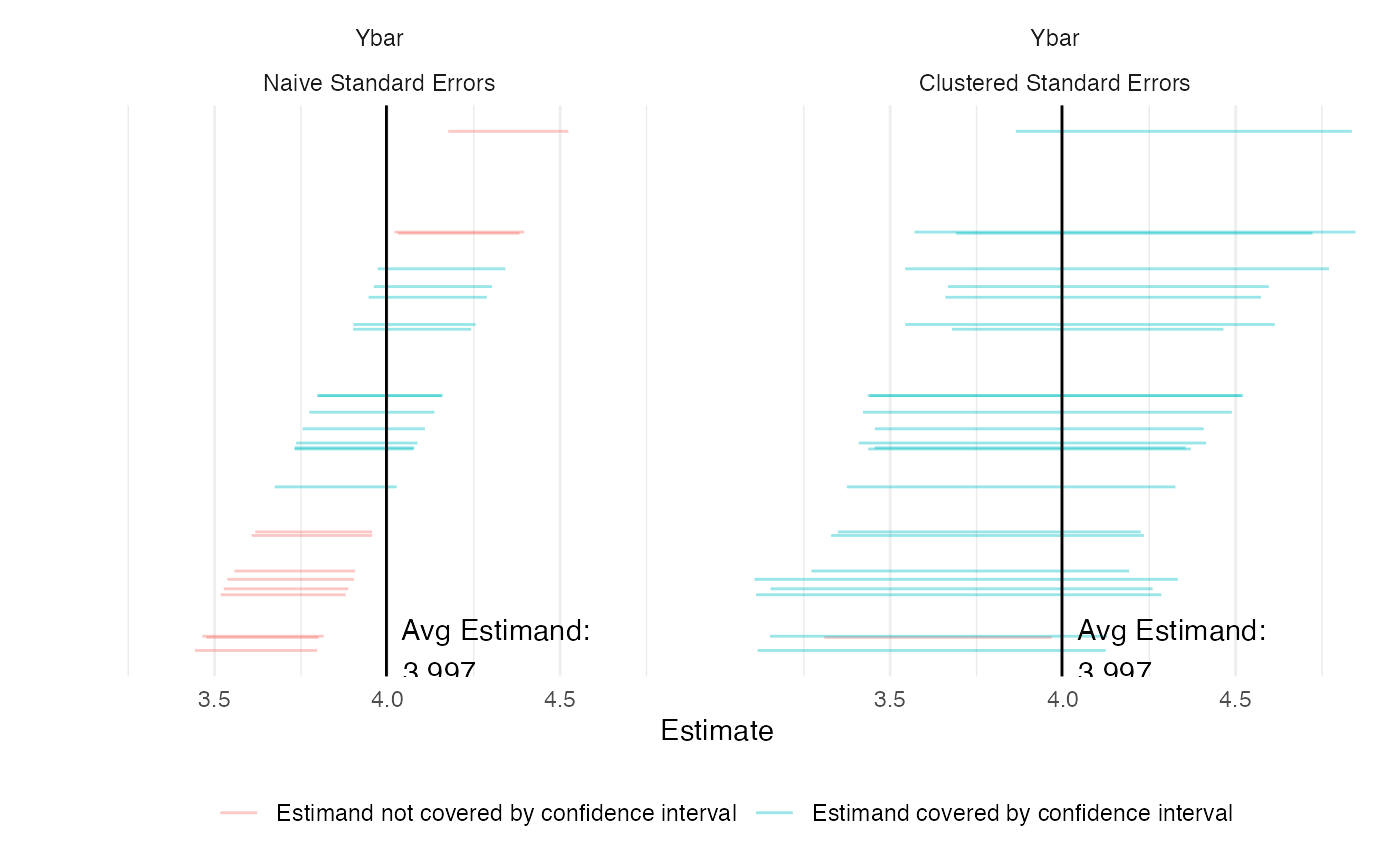 Ybar
Ybar
Naive Standard Errors
Clustered Standard Errors
Avg Estimand:
3.997
Avg Estimand:
3.997
3.5
4.0
4.5
3.5
4.0
4.5
Estimate
Estimand not covered by confidence interval
Estimand covered by confidence interval